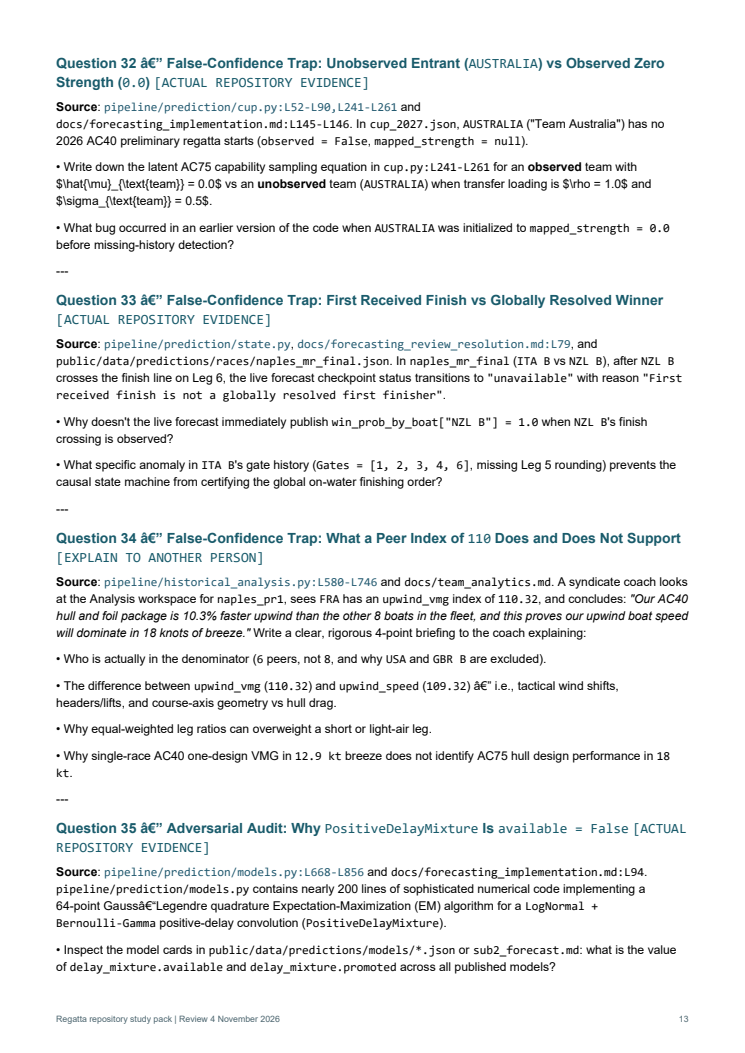 Question 32 â€” False-Confidence Trap: Unobserved Entrant (AUSTRALIA) vs Observed Zero
Strength (0.0) [ACTUAL REPOSITORY EVIDENCE]
Source: pipeline/prediction/cup.py:L52-L90,L241-L261 and
docs/forecasting_implementation.md:L145-L146. In cup_2027.json, AUSTRALIA ("Team Australia") has no
2026 AC40 preliminary regatta starts (observed = False, mapped_strength = null).
• Write down the latent AC75 capability sampling equation in cup.py:L241-L261 for an observed team with
$\hat{\mu}_{\text{team}} = 0.0$ vs an unobserved team (AUSTRALIA) when transfer loading is $\rho = 1.0$ and
$\sigma_{\text{team}} = 0.5$.
• What bug occurred in an earlier version of the code when AUSTRALIA was initialized to mapped_strength = 0.0
before missing-history detection?
---
Question 33 â€” False-Confidence Trap: First Received Finish vs Globally Resolved Winner
[ACTUAL REPOSITORY EVIDENCE]
Source: pipeline/prediction/state.py, docs/forecasting_review_resolution.md:L79, and
public/data/predictions/races/naples_mr_final.json. In naples_mr_final (ITA B vs NZL B), after NZL B
crosses the finish line on Leg 6, the live forecast checkpoint status transitions to "unavailable" with reason "First
received finish is not a globally resolved first finisher".
• Why doesn't the live forecast immediately publish win_prob_by_boat["NZL B"] = 1.0 when NZL B's finish
crossing is observed?
• What specific anomaly in ITA B's gate history (Gates = [1, 2, 3, 4, 6], missing Leg 5 rounding) prevents the
causal state machine from certifying the global on-water finishing order?
---
Question 34 â€” False-Confidence Trap: What a Peer Index of 110 Does and Does Not Support
[EXPLAIN TO ANOTHER PERSON]
Source: pipeline/historical_analysis.py:L580-L746 and docs/team_analytics.md. A syndicate coach looks
at the Analysis workspace for naples_pr1, sees FRA has an upwind_vmg index of 110.32, and concludes: "Our AC40
hull and foil package is 10.3% faster upwind than the other 8 boats in the fleet, and this proves our upwind boat speed
will dominate in 18 knots of breeze." Write a clear, rigorous 4-point briefing to the coach explaining:
• Who is actually in the denominator (6 peers, not 8, and why USA and GBR B are excluded).
• The difference between upwind_vmg (110.32) and upwind_speed (109.32) â€” i.e., tactical wind shifts,
headers/lifts, and course-axis geometry vs hull drag.
• Why equal-weighted leg ratios can overweight a short or light-air leg.
• Why single-race AC40 one-design VMG in 12.9 kt breeze does not identify AC75 hull design performance in 18
kt.
---
Question 35 â€” Adversarial Audit: Why PositiveDelayMixture Is available = False [ACTUAL
REPOSITORY EVIDENCE]
Source: pipeline/prediction/models.py:L668-L856 and docs/forecasting_implementation.md:L94.
pipeline/prediction/models.py contains nearly 200 lines of sophisticated numerical code implementing a
64-point Gaussâ€“Legendre quadrature Expectation-Maximization (EM) algorithm for a LogNormal +
Bernoulli-Gamma positive-delay convolution (PositiveDelayMixture).
• Inspect the model cards in public/data/predictions/models/*.json or sub2_forecast.md: what is the value
of delay_mixture.available and delay_mixture.promoted across all published models?
Regatta repository study pack | Review 4 November 2026
13